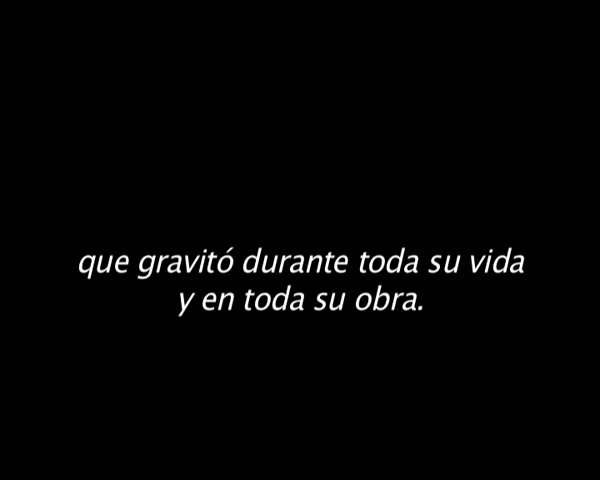 que gravitó durante toda su vida
y en toda su obra.